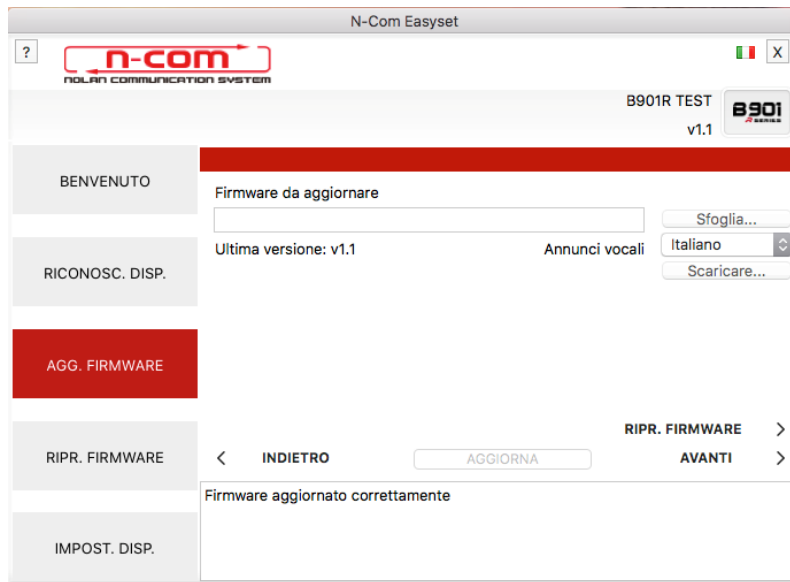 N-Com Easyset
?
n-com
NOLAN COMMUNICATION SYSTEM
X
B901R TEST
v1.1
B901
R SERIES
BENVENUTO
RICONOSC. DISP.
AGG. FIRMWARE
RIPR. FIRMWARE
IMPOST. DISP.
Firmware da aggiornare
Sfoglia...
Ultima versione: v1.1
Annunci vocali
Italiano
Scaricare...
RIPR. FIRMWARE >
< INDIETRO
AGGIORNA
AVANTI >
Firmware aggiornato correttamente